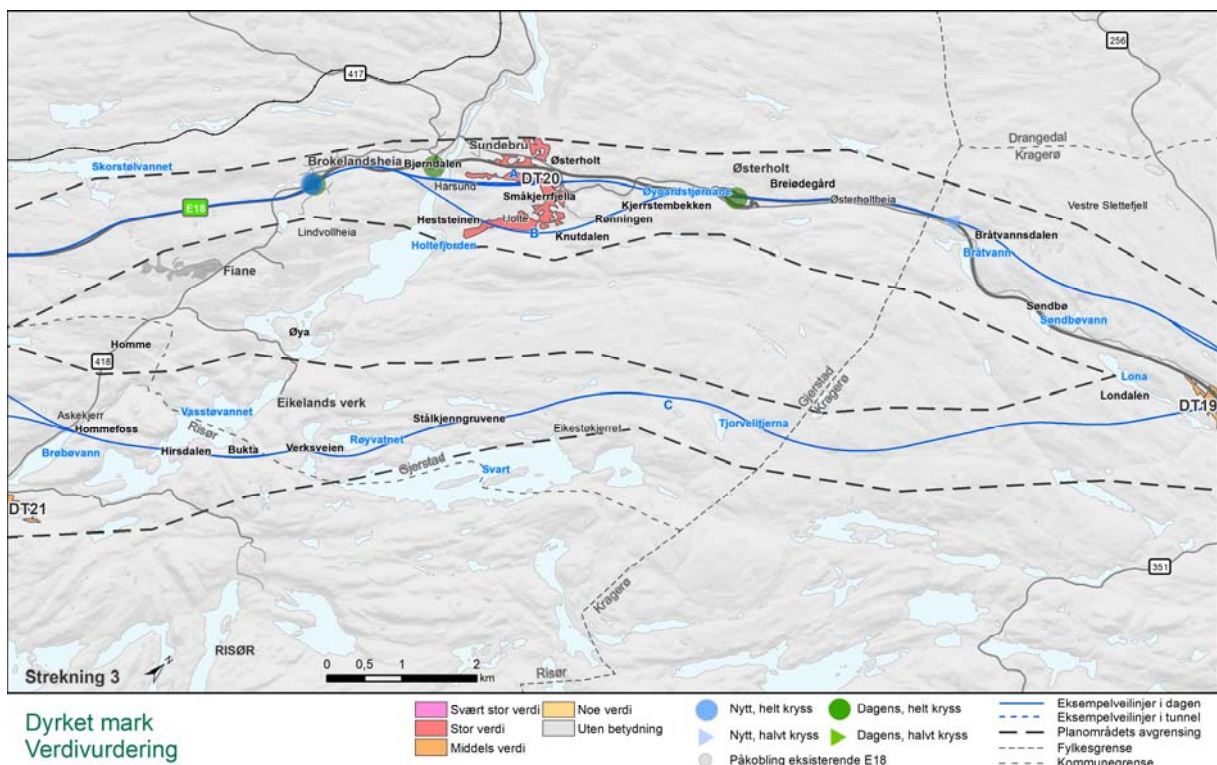 417
256
Drangedal
Kragerø
Skorstølvannet
Sundebru
Brokelandsheia
Bjørndalen
Østerholt
Østerholt
A
DT20
Harsund
Øygardstjørnane
Breiødegård
Småkjerrfjella
Kjerrstembekken
Østerholtheia
Vestre Slettefjell
E18
Heststeinen
Holte
Rønningen
Lindvollheia
B
Knutdalen
Holtefjorden
Bråtvannsdalen
Bråtvann
Fiane
Søndbø
Søndbøvann
Øya
Homme
418
Gjerstad
Kragerø
Lona
Londalen
DT19
Vasstøvannet
Eikelands verk
C
Askekjerr
Hommefoss
Risør
Stålkjenngruvene
Tjorvelitjerna
Eikestøkjerret
Brøbøvann
Hirsdalen
Bukta
Verksveien
Røyvatnet
Gjerstad
Svart
DT21
351
Kragerø
RISØR
Risør
Strekning 3
N
0 0,5 1 2
km
Dyrket mark
Verdivurdering
Svært stor verdi
Stor verdi
Middels verdi
Noe verdi
Uten betydning
Nytt, helt kryss
Nytt, halvt kryss
Påkobling eksisterende E18
Dagens, helt kryss
Dagens, halvt kryss
Eksempelveilinjer i dagen
Eksempelveilinjer i tunnel
Planområdets avgrensing
Fylkesgrense
Kommunegrense